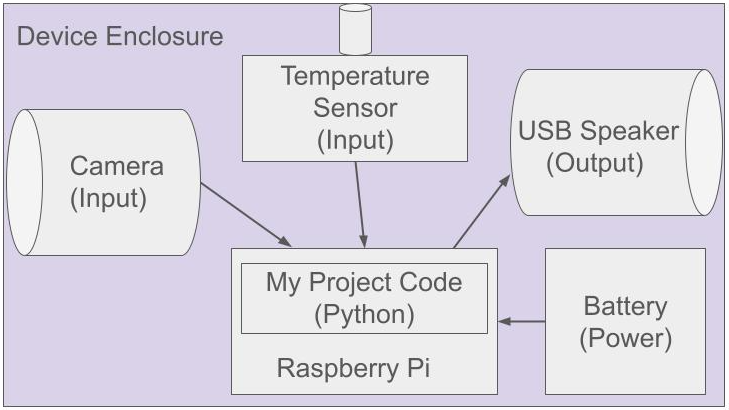 Device Enclosure
Temperature
Sensor
(Input)
Camera
(Input)
USB Speaker
(Output)
My Project Code
(Python)
Raspberry Pi
Battery
(Power)